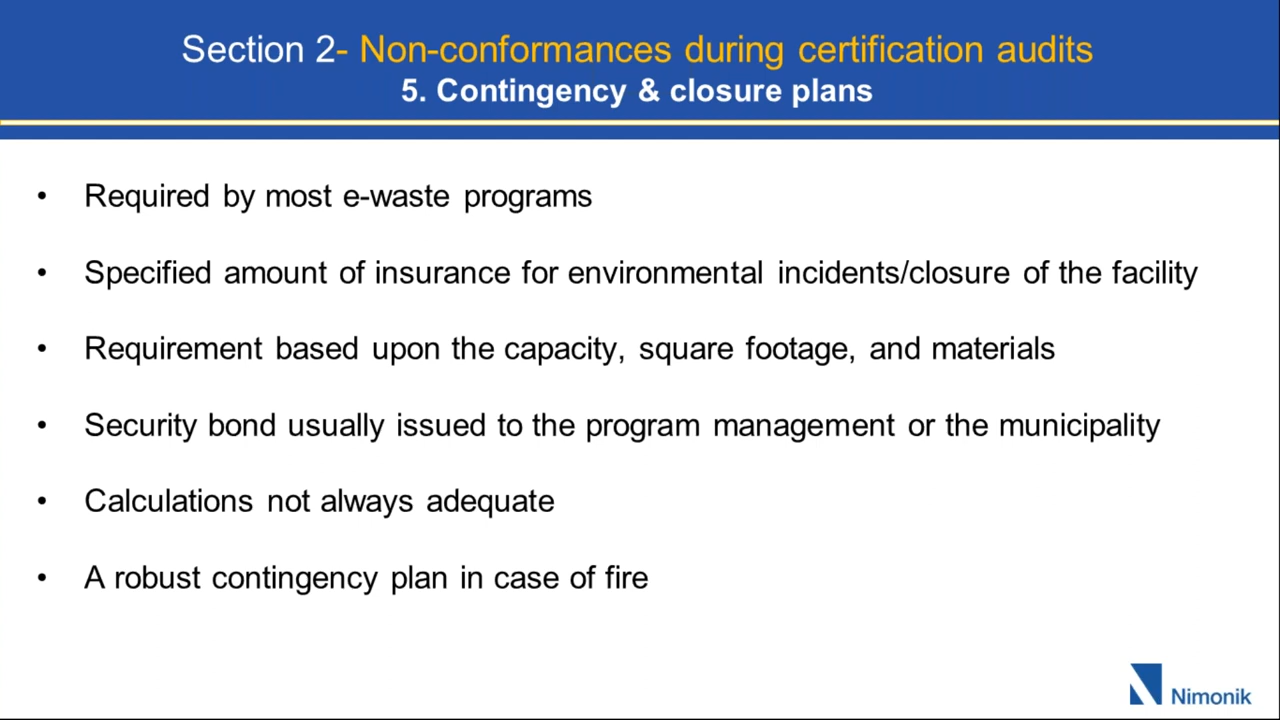 Section 2- Non-conformances during certification audits
5. Contingency & closure plans
• Required by most e-waste programs
• Specified amount of insurance for environmental incidents/closure of the facility
• Requirement based upon the capacity, square footage, and materials
• Security bond usually issued to the program management or the municipality
• Calculations not always adequate
• A robust contingency plan in case of fire
Nimonik